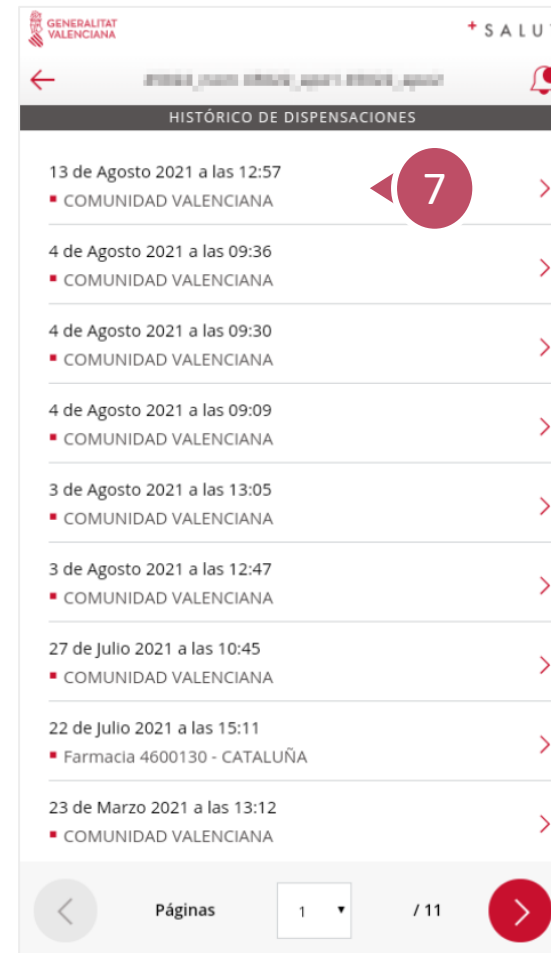 GENERALITAT
VALENCIANA
+ SALUT
HISTÓRICO DE DISPENSACIONES
13 de Agosto 2021 a las 12:57
COMUNIDAD VALENCIANA
7
4 de Agosto 2021 a las 09:36
COMUNIDAD VALENCIANA
4 de Agosto 2021 a las 09:30
COMUNIDAD VALENCIANA
4 de Agosto 2021 a las 09:09
COMUNIDAD VALENCIANA
3 de Agosto 2021 a las 13:05
COMUNIDAD VALENCIANA
3 de Agosto 2021 a las 12:47
COMUNIDAD VALENCIANA
27 de Julio 2021 a las 10:45
COMUNIDAD VALENCIANA
22 de Julio 2021 a las 15:11
Farmacia 4600130 - CATALUÑA
23 de Marzo 2021 a las 13:12
COMUNIDAD VALENCIANA
Páginas 1 / 11